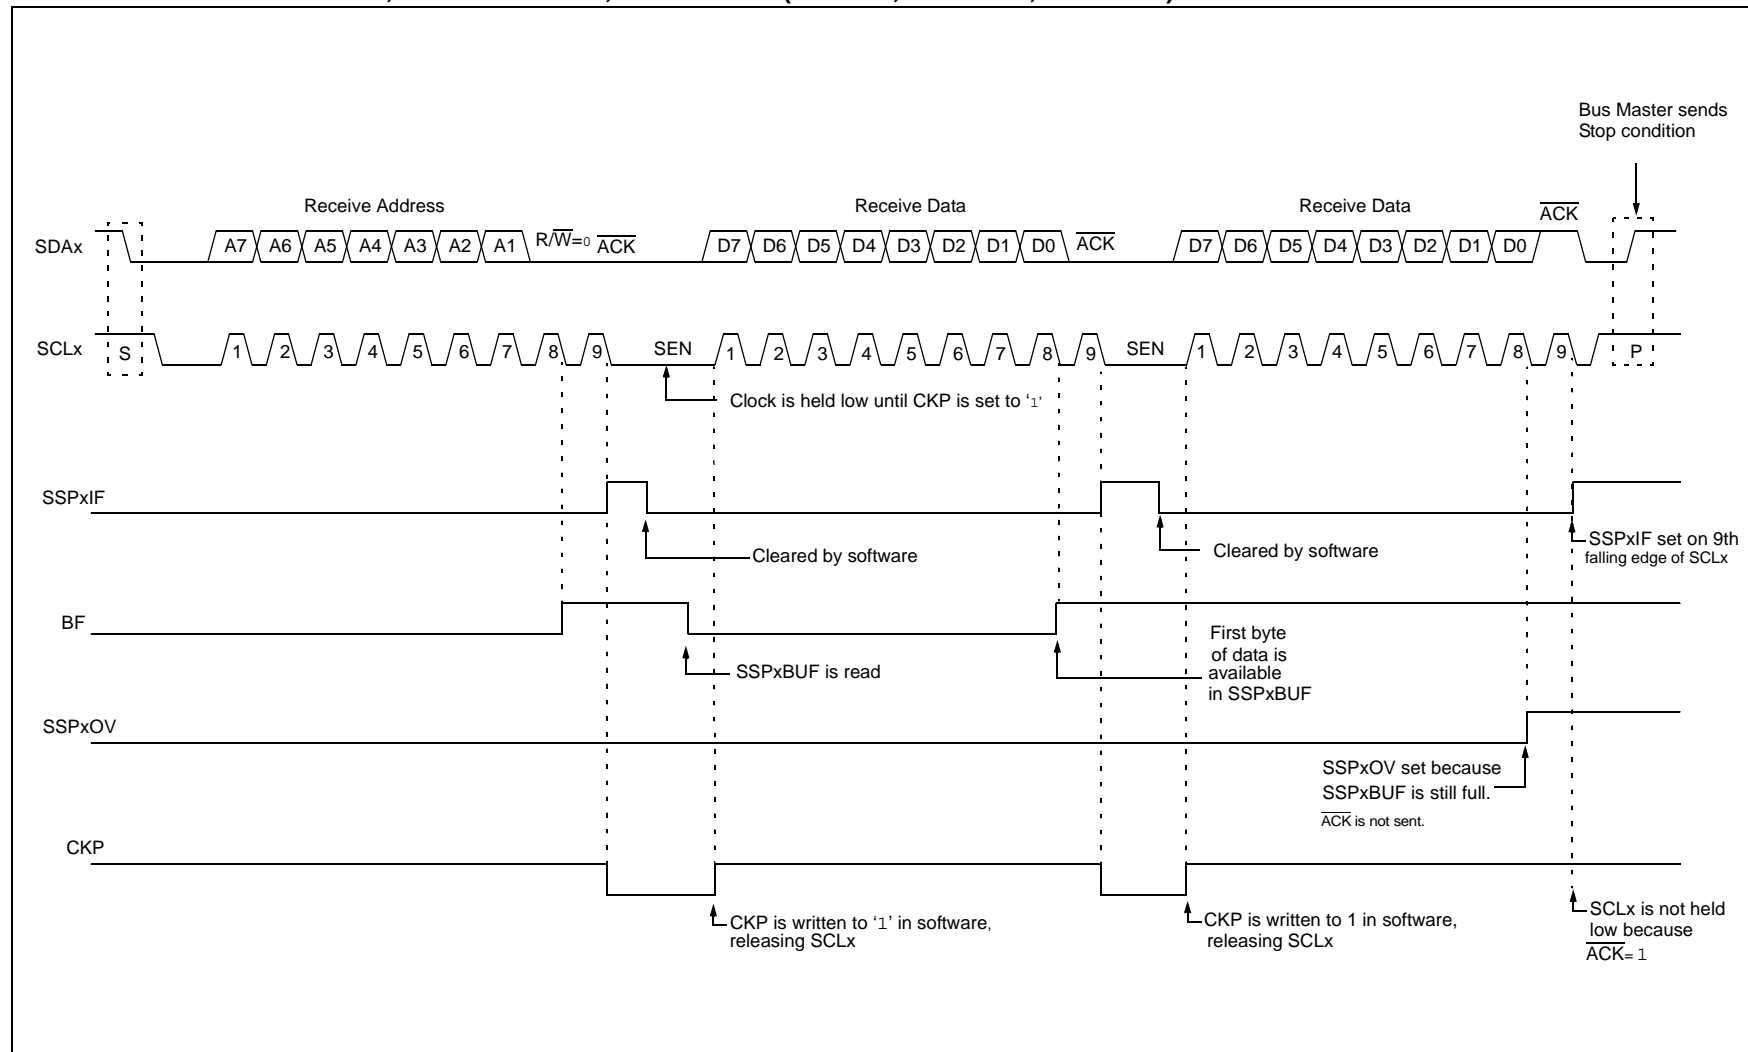 Bus Master sends
Stop condition
Receive Address
Receive Data
Receive Data
ACK
SDAx
A7 A6 A5 A4 A3 A2 A1 R/W=0 ACK
D7 D6 D5 D4 D3 D2 D1 D0 ACK
D7 D6 D5 D4 D3 D2 D1 D0
SCLx
S 1 2 3 4 5 6 7 8 9 SEN
1 2 3 4 5 6 7 8 9 SEN
1 2 3 4 5 6 7 8 9 P
Clock is held low until CKP is set to ‘1’
SSPxIF
Cleared by software
Cleared by software
SSPxIF set on 9th
falling edge of SCLx
BF
SSPxBUF is read
First byte
of data is
available
in SSPxBUF
SSPxOV
SSPxOV set because
SSPxBUF is still full.
ACK is not sent.
CKP
CKP is written to ‘1’ in software,
releasing SCLx
CKP is written to 1 in software,
releasing SCLx
SCLx is not held
low because
ACK= 1